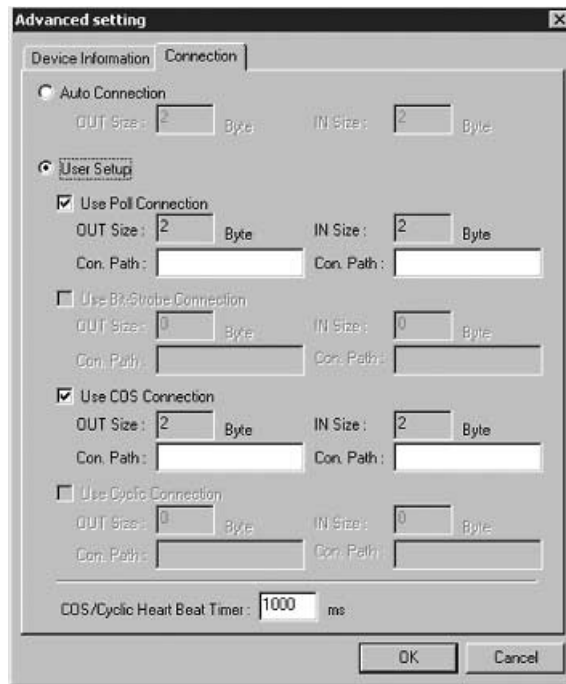 Advanced setting
Device Information Connection
Auto Connection
OUT Size : 2 Byte IN Size : 2 Byte
User Setup
Use Poll Connection
OUT Size : 2 Byte IN Size : 2 Byte
Con. Path : Con. Path :
Use Bit-Strobe Connection
OUT Size : 0 Byte IN Size : 0 Byte
Con. Path : Con. Path :
Use COS Connection
OUT Size : 2 Byte IN Size : 2 Byte
Con. Path : Con. Path :
Use Cyclic Connection
OUT Size : 0 Byte IN Size : 0 Byte
Con. Path : Con. Path :
COS/Cyclic Heart Beat Timer : 1000 ms
OK Cancel